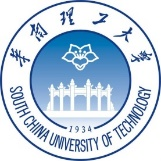 华南理工大学
1934
SOUTH CHINA UNIVERSITY OF TECHNOLOGY